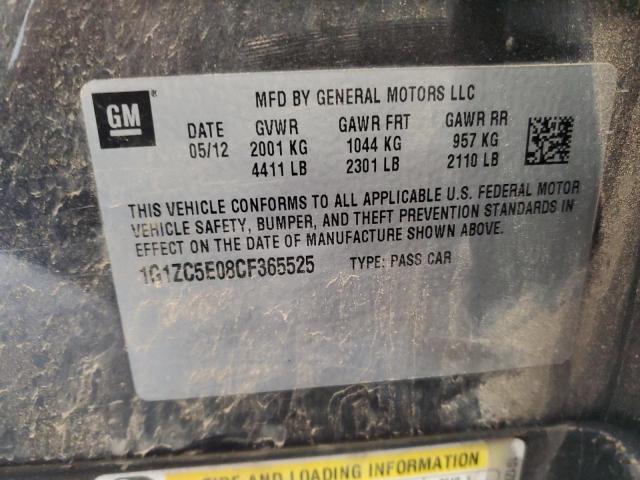 GM
MFD BY GENERAL MOTORS LLC
DATE GVWR GAWR FRT GAWR RR
05/12 2001 KG 1044 KG 957 KG
4411 LB 2301 LB 2110 LB
THIS VEHICLE CONFORMS TO ALL APPLICABLE U.S. FEDERAL MOTOR
VEHICLE SAFETY, BUMPER, AND THEFT PREVENTION STANDARDS IN
EFFECT ON THE DATE OF MANUFACTURE SHOWN ABOVE.
1G1ZC5E08CF365525 TYPE: PASS CAR
TIRE AND LOADING INFORMATION